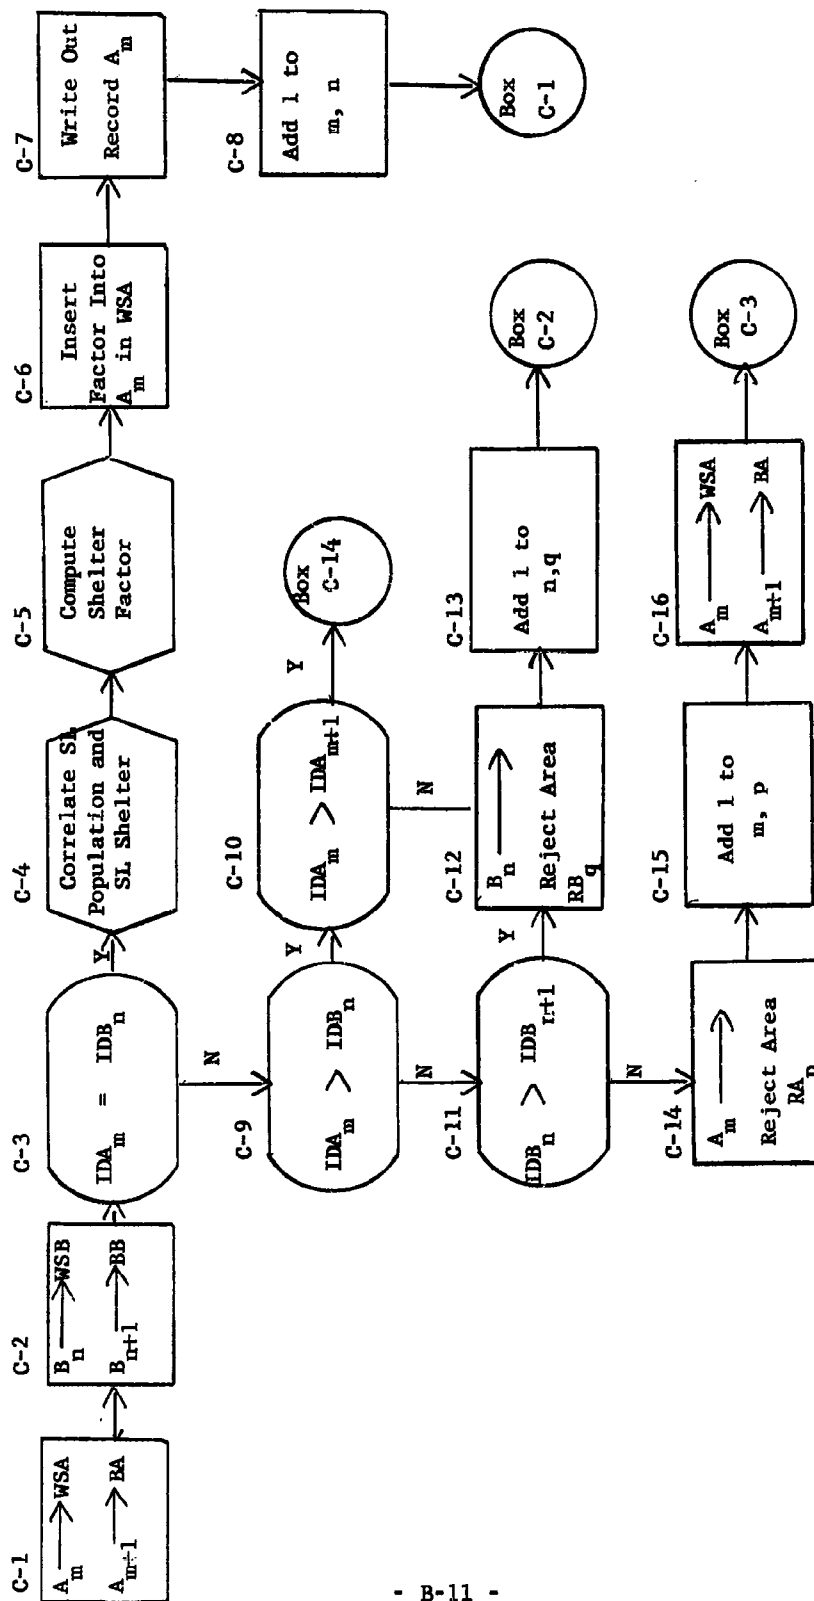 C-1
A_m → WSA
A_m+1 → BA
C-2
B_n → WSB
B_n+1 → BB
C-3
IDA_m = IDB_n
Y
N
C-4
Correlate SL
Population and
SL Shelter
C-5
Compute
Shelter
Factor
C-6
Insert
Factor Into
A_m in WSA
C-7
Write Out
Record A_m
C-8
Add 1 to
m, n
Box
C-1
C-9
IDA_m > IDB_n
Y
N
C-10
IDA_m > IDA_m+1
Y
N
Box
C-14
C-11
IDB_n > IDB_n+1
Y
N
C-12
B_n →
Reject Area
RB_q
C-13
Add 1 to
n,q
Box
C-2
C-14
A_m →
Reject Area
RA_p
C-15
Add 1 to
m, p
C-16
A_m → WSA
A_m+1 → BA
Box
C-3
- B-11 -